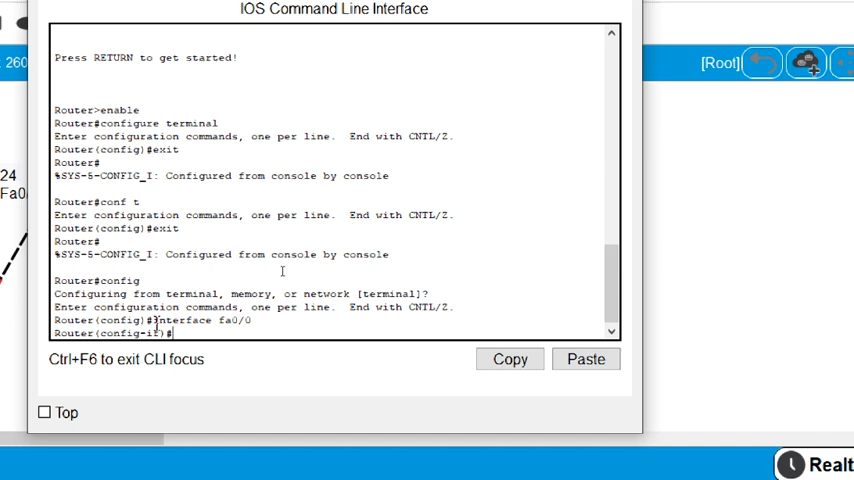 IOS Command Line Interface
Press RETURN to get started!
260
[Root]
Router>enable
Router#configure terminal
Enter configuration commands, one per line. End with CNTL/Z.
Router(config)#exit
Router#
%SYS-5-CONFIG_I: Configured from console by console
24
Fa0/
Router#conf t
Enter configuration commands, one per line. End with CNTL/Z.
Router(config)#exit
Router#
%SYS-5-CONFIG_I: Configured from console by console
Router#config
Configuring from terminal, memory, or network [terminal]?
Enter configuration commands, one per line. End with CNTL/Z.
Router(config)#interface fa0/0
Router(config-if)#
Ctrl+F6 to exit CLI focus
Copy
Paste
Top
Realt